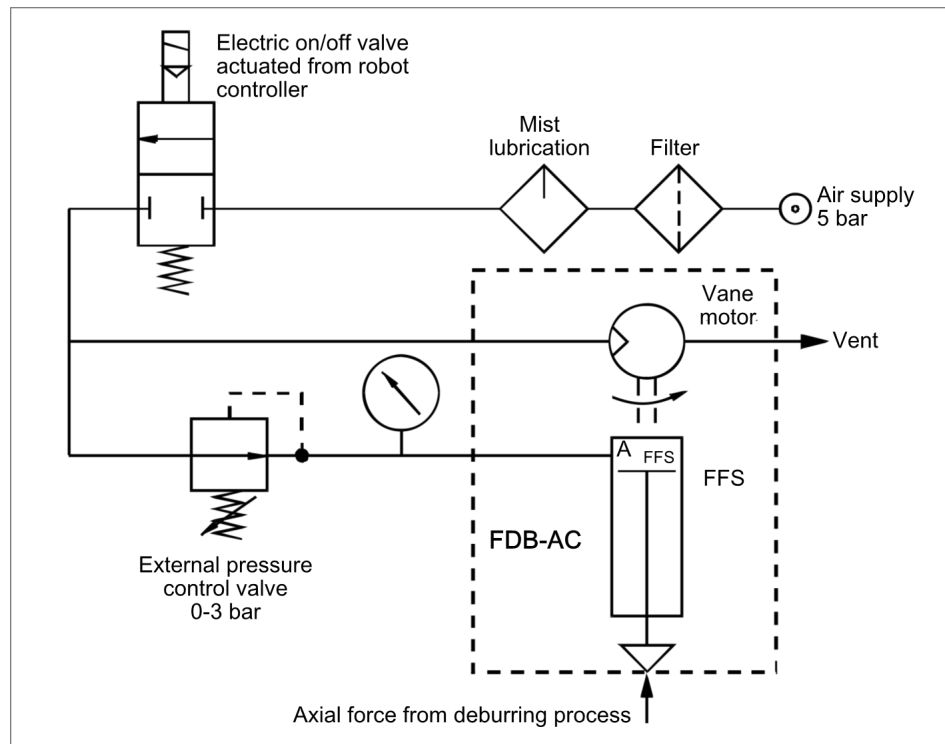 Electric on/off valve
actuated from robot
controller
Mist
lubrication
Filter
Air supply
5 bar
Vane
motor
Vent
A
FFS
FFS
FDB-AC
External pressure
control valve
0-3 bar
Axial force from deburring process